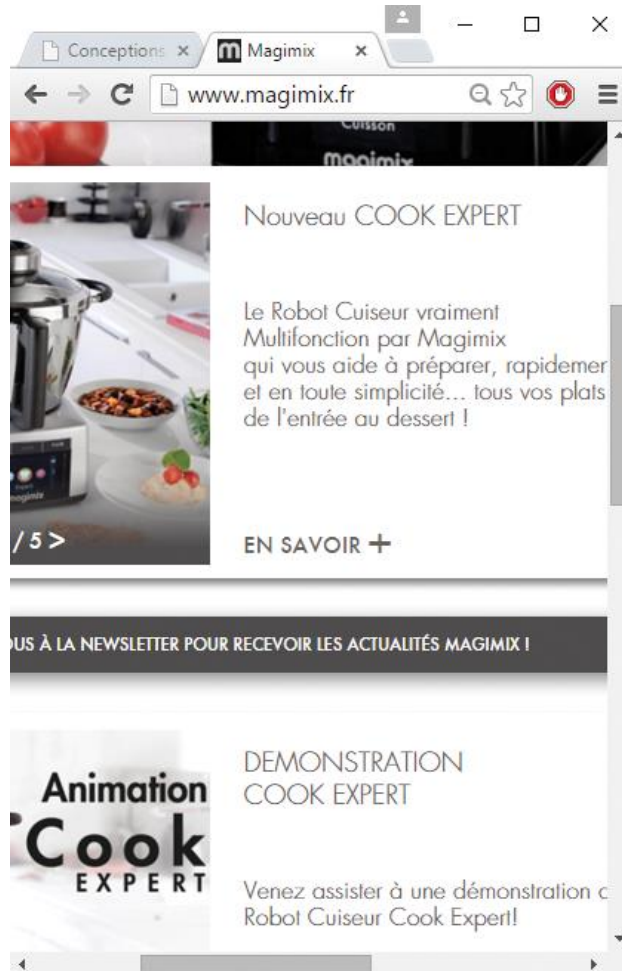 Conceptions
Magimix
www.magimix.fr
Cuisson
magimix
Nouveau COOK EXPERT
Le Robot Cuiseur vraiment
Multifonction par Magimix
qui vous aide à préparer, rapidemen
et en toute simplicité... tous vos plats
de l'entrée au dessert !
magimix
/ 5 >
EN SAVOIR +
OUS À LA NEWSLETTER POUR RECEVOIR LES ACTUALITÉS MAGIMIX !
Animation
Cook
EXPERT
DEMONSTRATION
COOK EXPERT
Venez assister à une démonstration d
Robot Cuiseur Cook Expert!